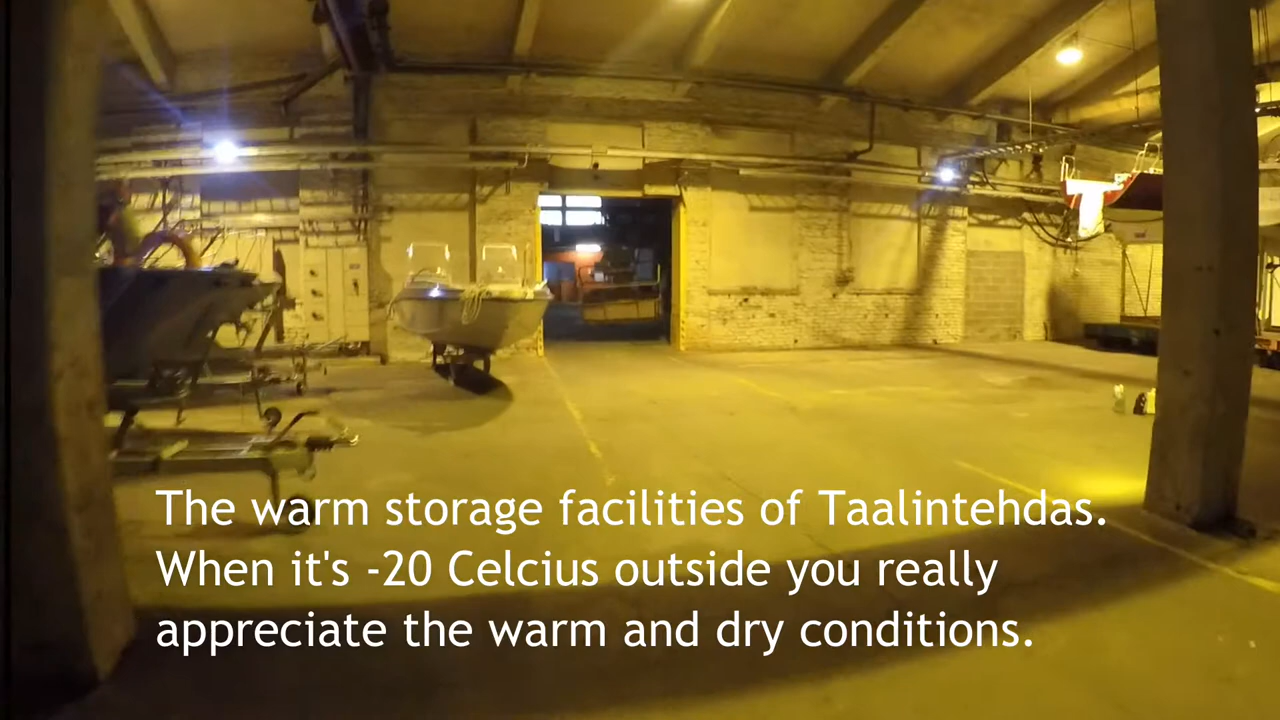 The warm storage facilities of Taalintehdas.
When it's -20 Celcius outside you really
appreciate the warm and dry conditions.